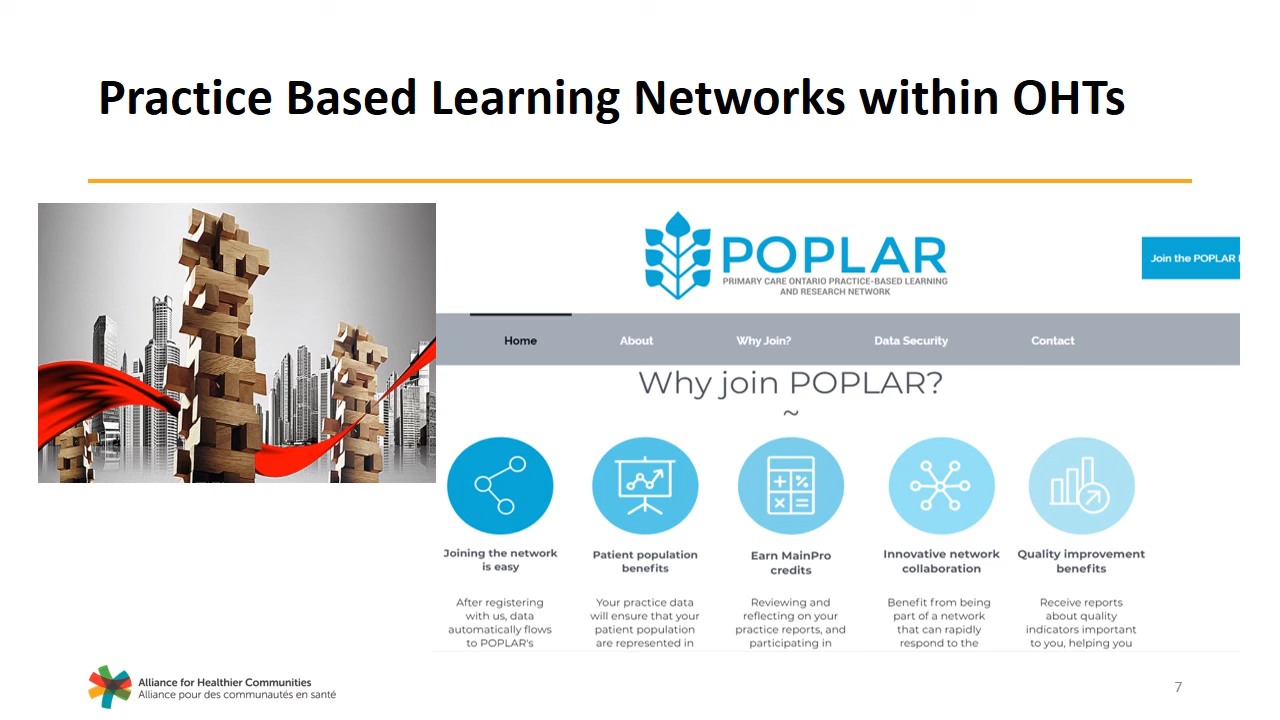 Practice Based Learning Networks within OHTs
POPLAR
PRIMARY CARE ONTARIO PRACTICE-BASED LEARNING
AND RESEARCH NETWORK
Join the POPLAR
Home
About
Why Join?
Data Security
Contact
Why join POPLAR?
~
Joining the network
is easy
After registering
with us, data
automatically flows
to POPLAR's
Patient population
benefits
Your practice data
will ensure that your
patient population
are represented in
Earn MainPro
credits
Reviewing and
reflecting on your
practice reports, and
participating in
Innovative network
collaboration
Benefit from being
part of a network
that can rapidly
respond to the
Quality improvement
benefits
Receive reports
about quality
indicators important
to you, helping you
Alliance for Healthier Communities
Alliance pour des communautés en santé
7